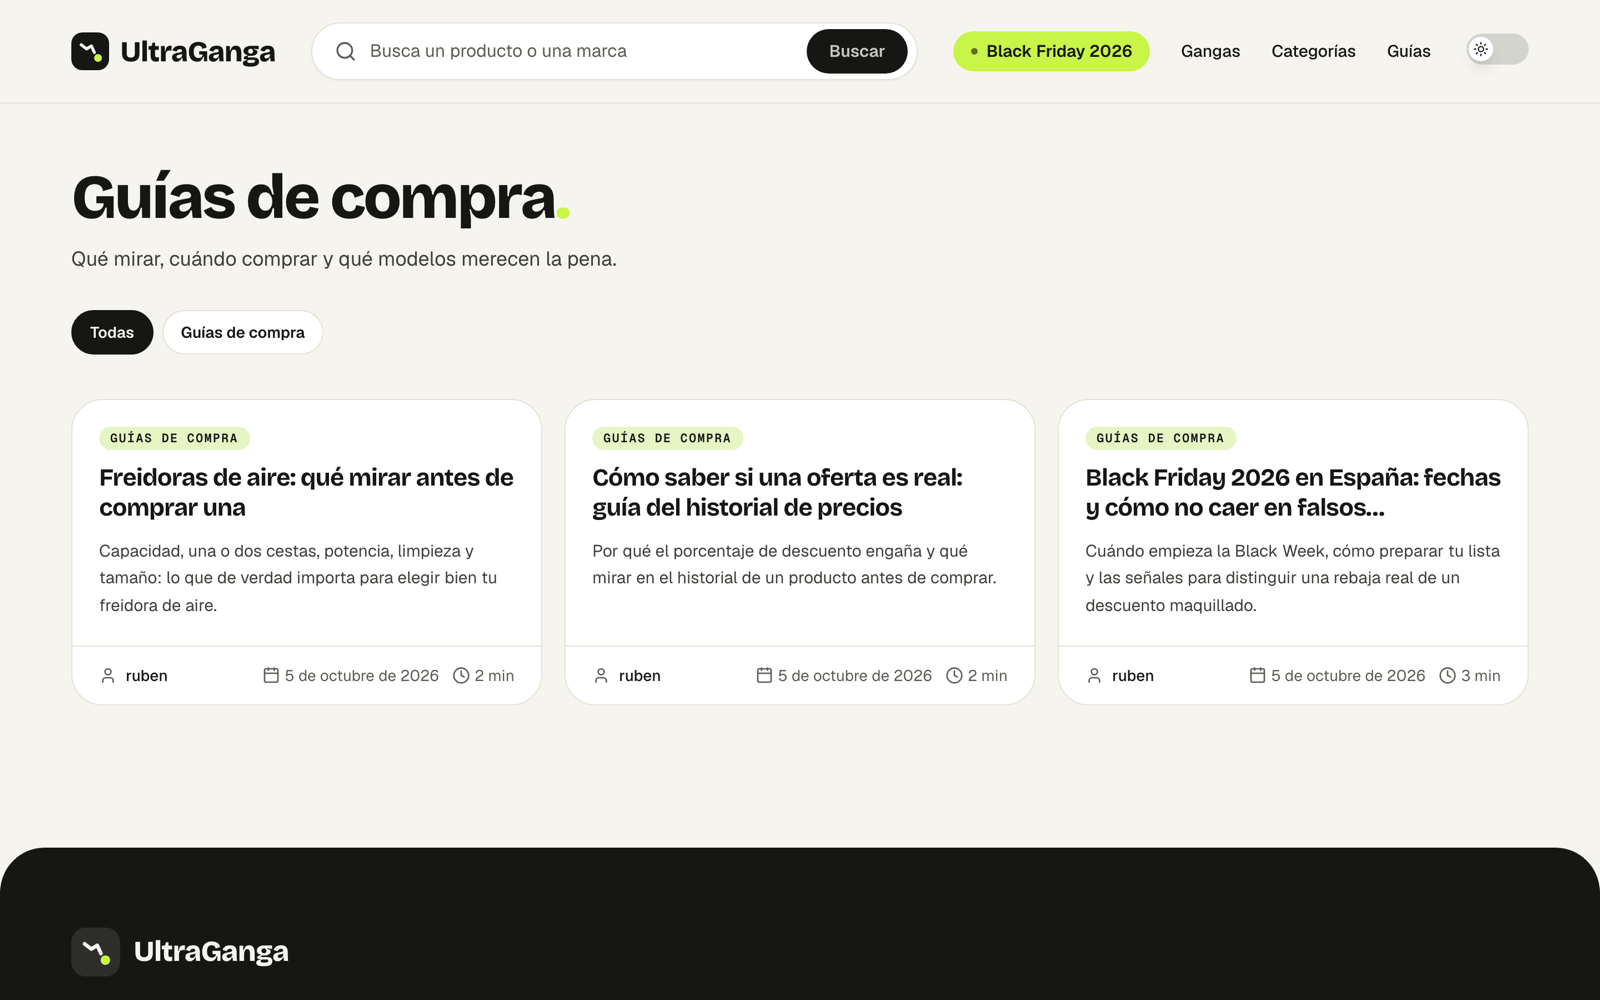 UltraGanga
Busca un producto o una marca
Buscar
Black Friday 2026
Gangas
Categorías
Guías
Guías de compra.
Qué mirar, cuándo comprar y qué modelos merecen la pena.
Todas
Guías de compra
GUÍAS DE COMPRA
Freidoras de aire: qué mirar antes de
comprar una
Capacidad, una o dos cestas, potencia, limpieza y
tamaño: lo que de verdad importa para elegir bien tu
freidora de aire.
ruben
5 de octubre de 2026
2 min
GUÍAS DE COMPRA
Cómo saber si una oferta es real:
guía del historial de precios
Por qué el porcentaje de descuento engaña y qué
mirar en el historial de un producto antes de comprar.
ruben
5 de octubre de 2026
2 min
GUÍAS DE COMPRA
Black Friday 2026 en España: fechas
y cómo no caer en falsos...
Cuándo empieza la Black Week, cómo preparar tu lista
y las señales para distinguir una rebaja real de un
descuento maquillado.
ruben
5 de octubre de 2026
3 min
UltraGanga